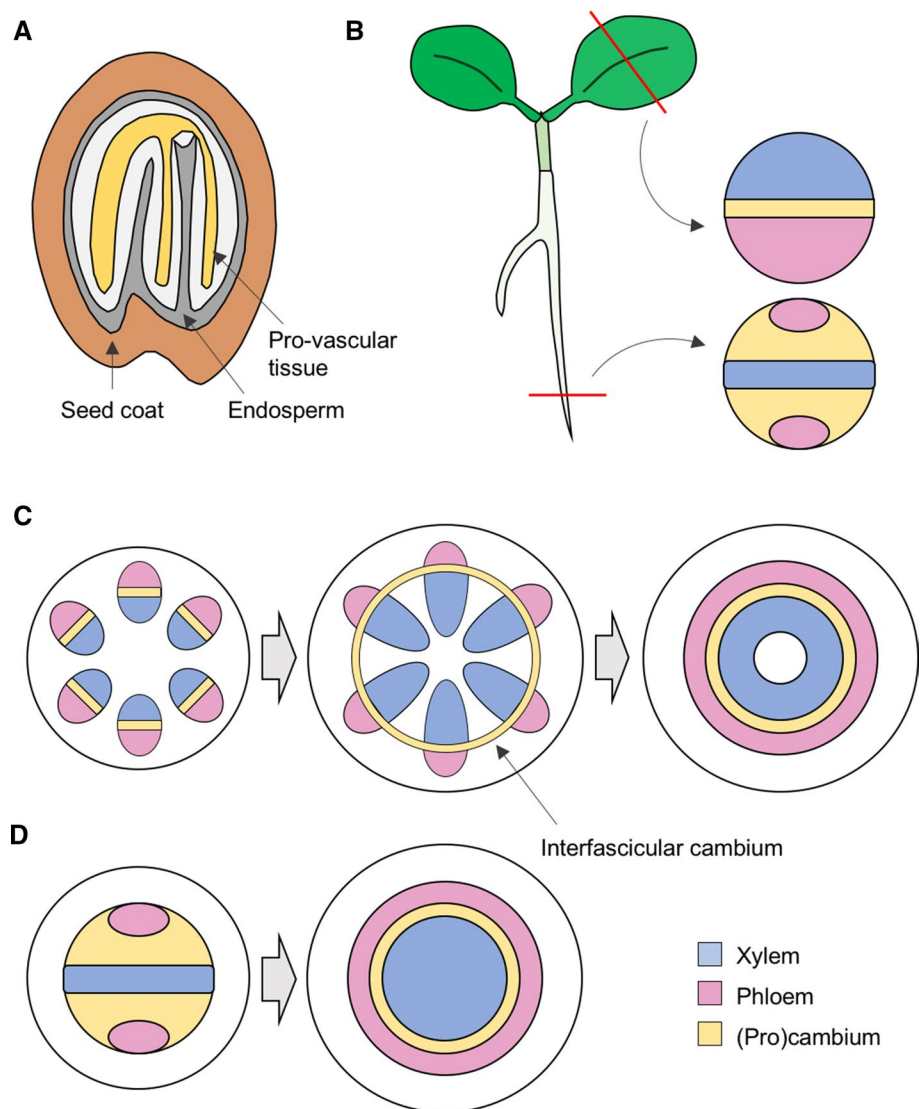 A
B
Pro-vascular
tissue
Seed coat
Endosperm
C
Interfascicular cambium
D
Xylem
Phloem
(Pro)cambium